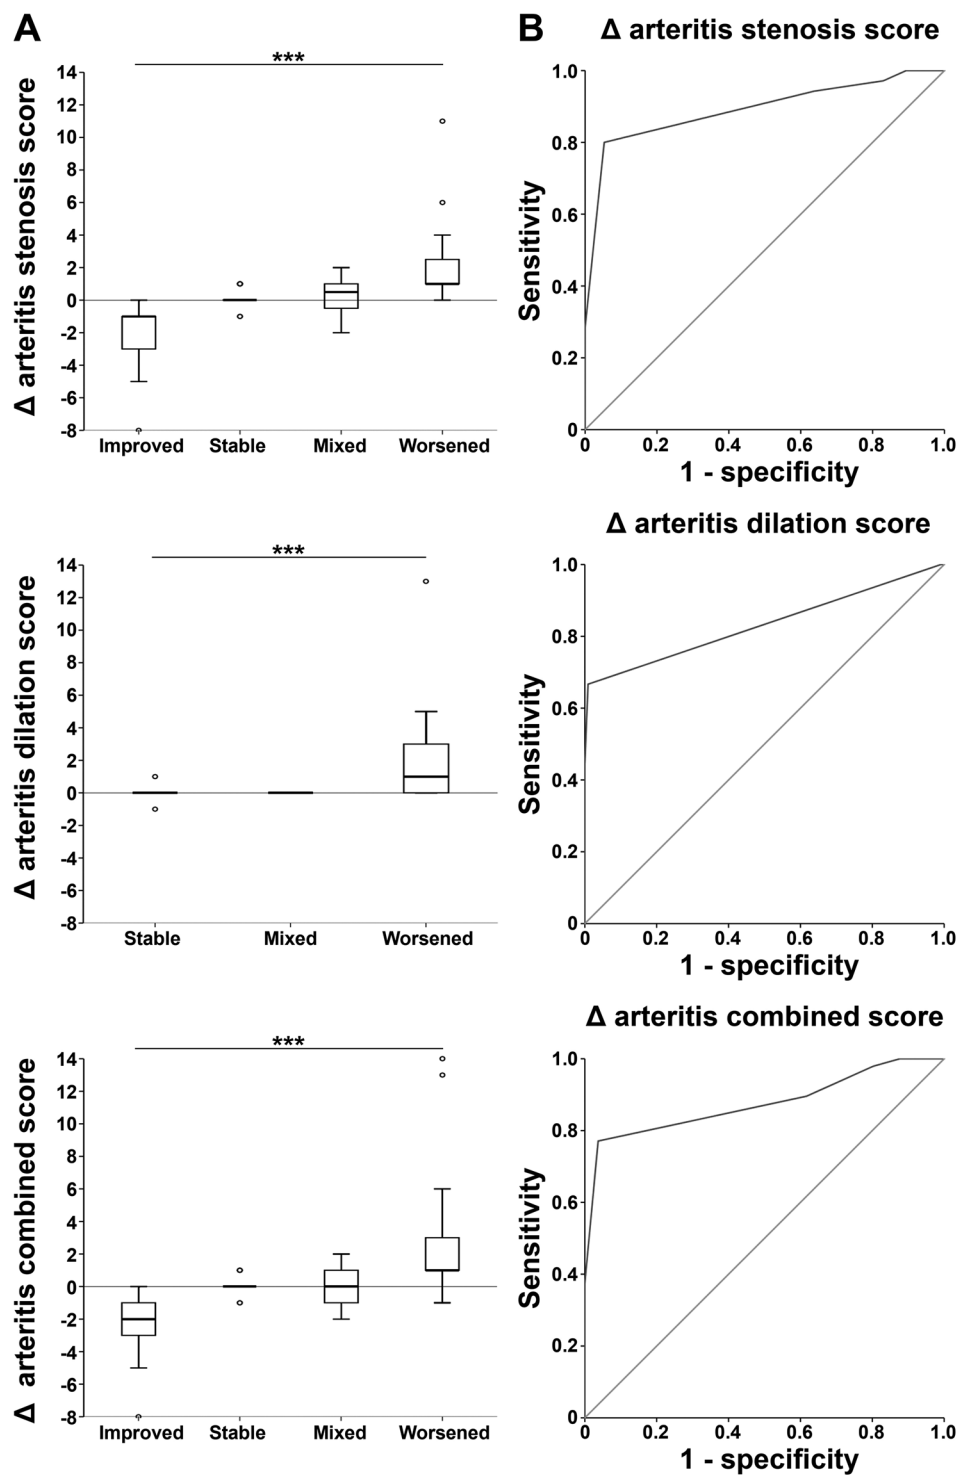 A
B
Δ arteritis stenosis score
***
Δ arteritis stenosis score
14
12
10
8
6
4
2
0
-2
-4
-6
-8
Improved Stable Mixed Worsened
Sensitivity
1.0
0.8
0.6
0.4
0.2
0
0 0.2 0.4 0.6 0.8 1.0
1 - specificity
Δ arteritis dilation score
***
Δ arteritis dilation score
14
12
10
8
6
4
2
0
-2
-4
-6
-8
Stable Mixed Worsened
Sensitivity
1.0
0.8
0.6
0.4
0.2
0
0 0.2 0.4 0.6 0.8 1.0
1 - specificity
Δ arteritis combined score
***
Δ arteritis combined score
14
12
10
8
6
4
2
0
-2
-4
-6
-8
Improved Stable Mixed Worsened
Sensitivity
1.0
0.8
0.6
0.4
0.2
0
0 0.2 0.4 0.6 0.8 1.0
1 - specificity